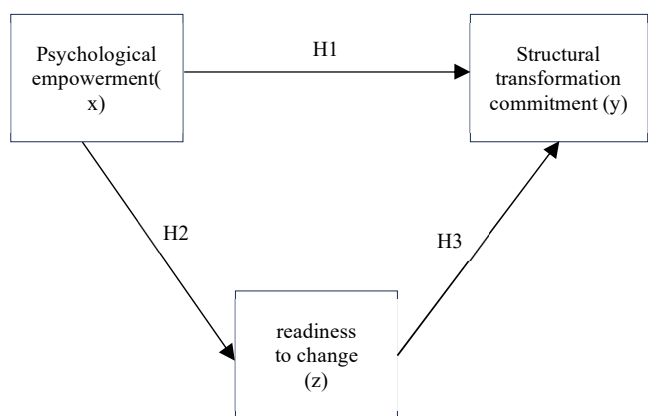 Psychological
empowerment(
x)
H1
Structural
transformation
commitment (y)
H2
H3
readiness
to change
(z)